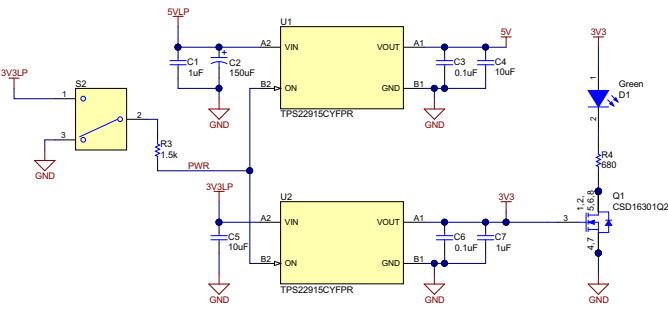 5VLP
U1
5V
3V3
A2 VIN VOUT A1
C1
1uF
C2
150uF
C3
0.1uF
C4
10uF
3V3LP
S2
1
2
3
B2 ON GND B1
TPS22915CYFPR
GND
GND
GND
R3
1.5k
PWR
1
Green
D1
2
R4
680
3V3LP
U2
3V3
A2 VIN VOUT A1
C5
10uF
C6
0.1uF
C7
1uF
B2 ON GND B1
TPS22915CYFPR
GND
GND
3
1,2,
5,6,8
4,7
Q1
CSD16301Q2
GND